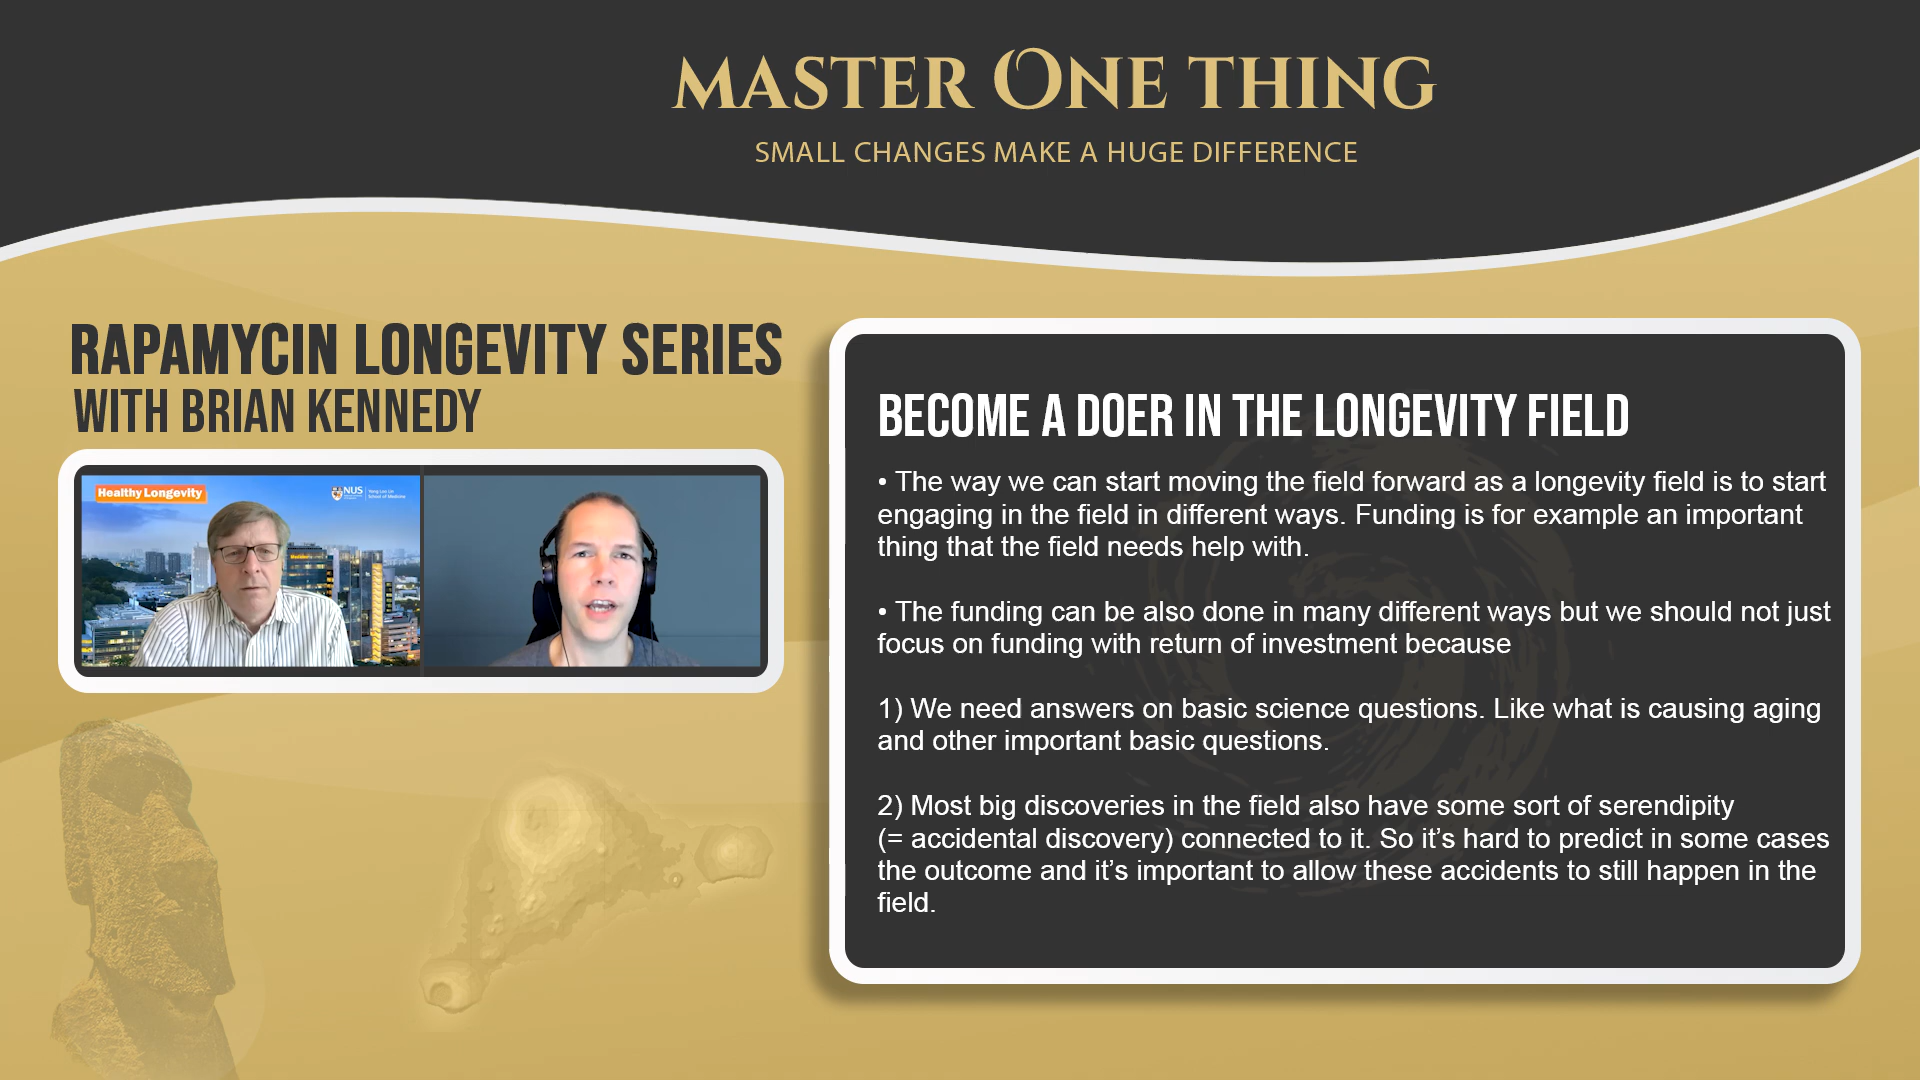 MASTER ONE THING
SMALL CHANGES MAKE A HUGE DIFFERENCE
RAPAMYCIN LONGEVITY SERIES
WITH BRIAN KENNEDY
Healthy Longevity
NUS
Yong Loo Lin
School of Medicine
BECOME A DOER IN THE LONGEVITY FIELD
• The way we can start moving the field forward as a longevity field is to start
engaging in the field in different ways. Funding is for example an important
thing that the field needs help with.
• The funding can be also done in many different ways but we should not just
focus on funding with return of investment because
1) We need answers on basic science questions. Like what is causing aging
and other important basic questions.
2) Most big discoveries in the field also have some sort of serendipity
(= accidental discovery) connected to it. So it’s hard to predict in some cases
the outcome and it’s important to allow these accidents to still happen in the
field.